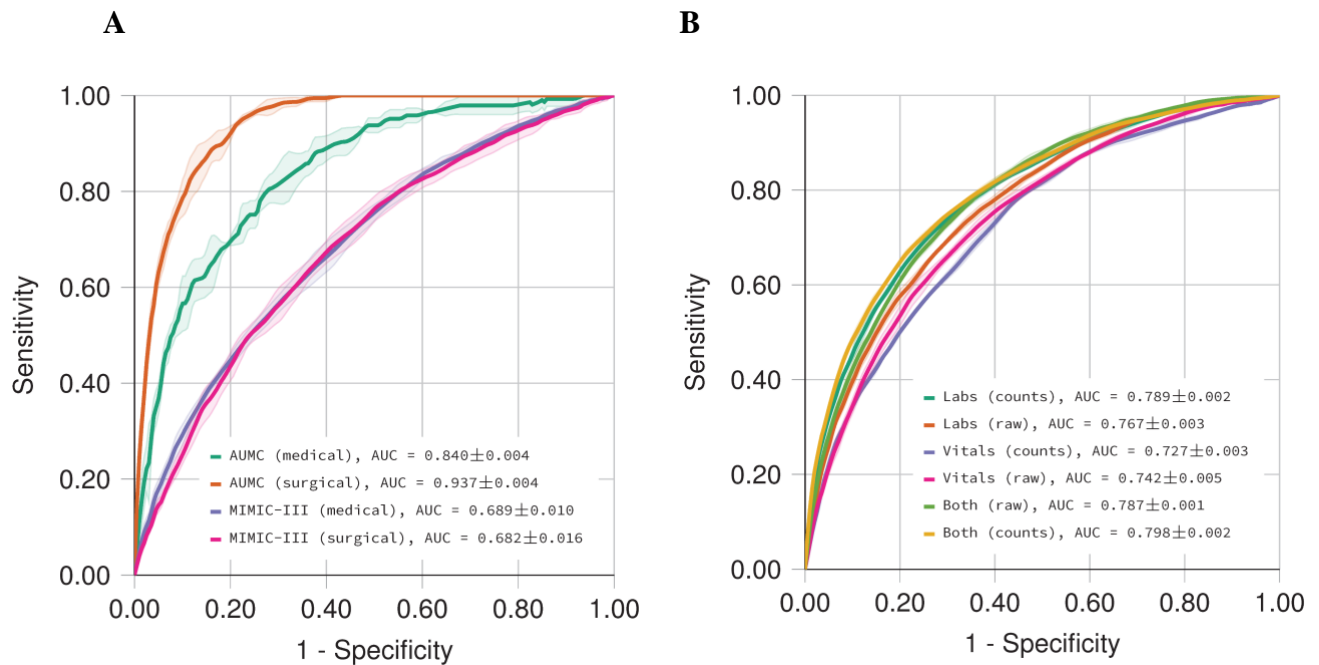 A
1.00
0.80
0.60
0.40
0.20
0.00
Sensitivity
AUMC (medical), AUC = 0.840±0.004
AUMC (surgical), AUC = 0.937±0.004
MIMIC-III (medical), AUC = 0.689±0.010
MIMIC-III (surgical), AUC = 0.682±0.016
0.00 0.20 0.40 0.60 0.80 1.00
1 - Specificity
B
1.00
0.80
0.60
0.40
0.20
0.00
Sensitivity
Labs (counts), AUC = 0.789±0.002
Labs (raw), AUC = 0.767±0.003
Vitals (counts), AUC = 0.727±0.003
Vitals (raw), AUC = 0.742±0.005
Both (raw), AUC = 0.787±0.001
Both (counts), AUC = 0.798±0.002
0.00 0.20 0.40 0.60 0.80 1.00
1 - Specificity